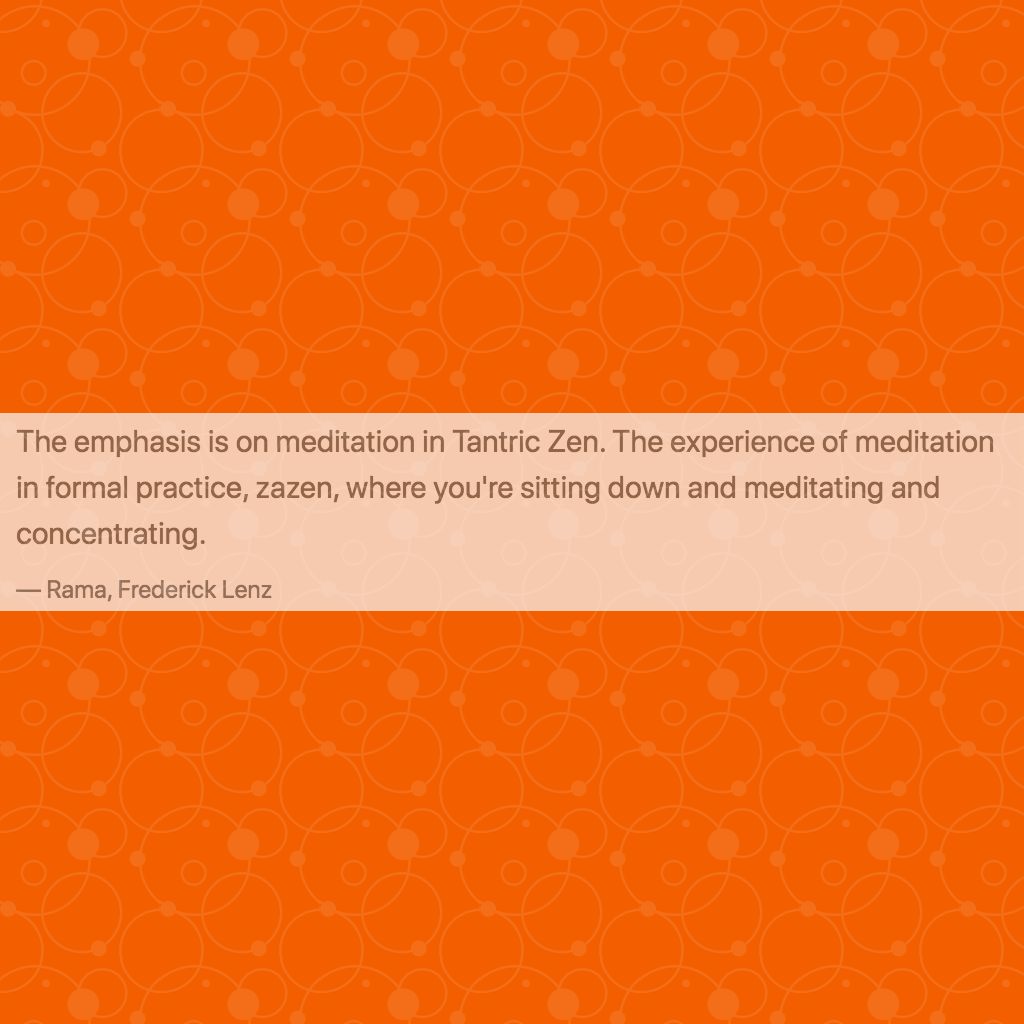 The emphasis is on meditation in Tantric Zen. The experience of meditation
in formal practice, zazen, where you're sitting down and meditating and
concentrating.
— Rama, Frederick Lenz